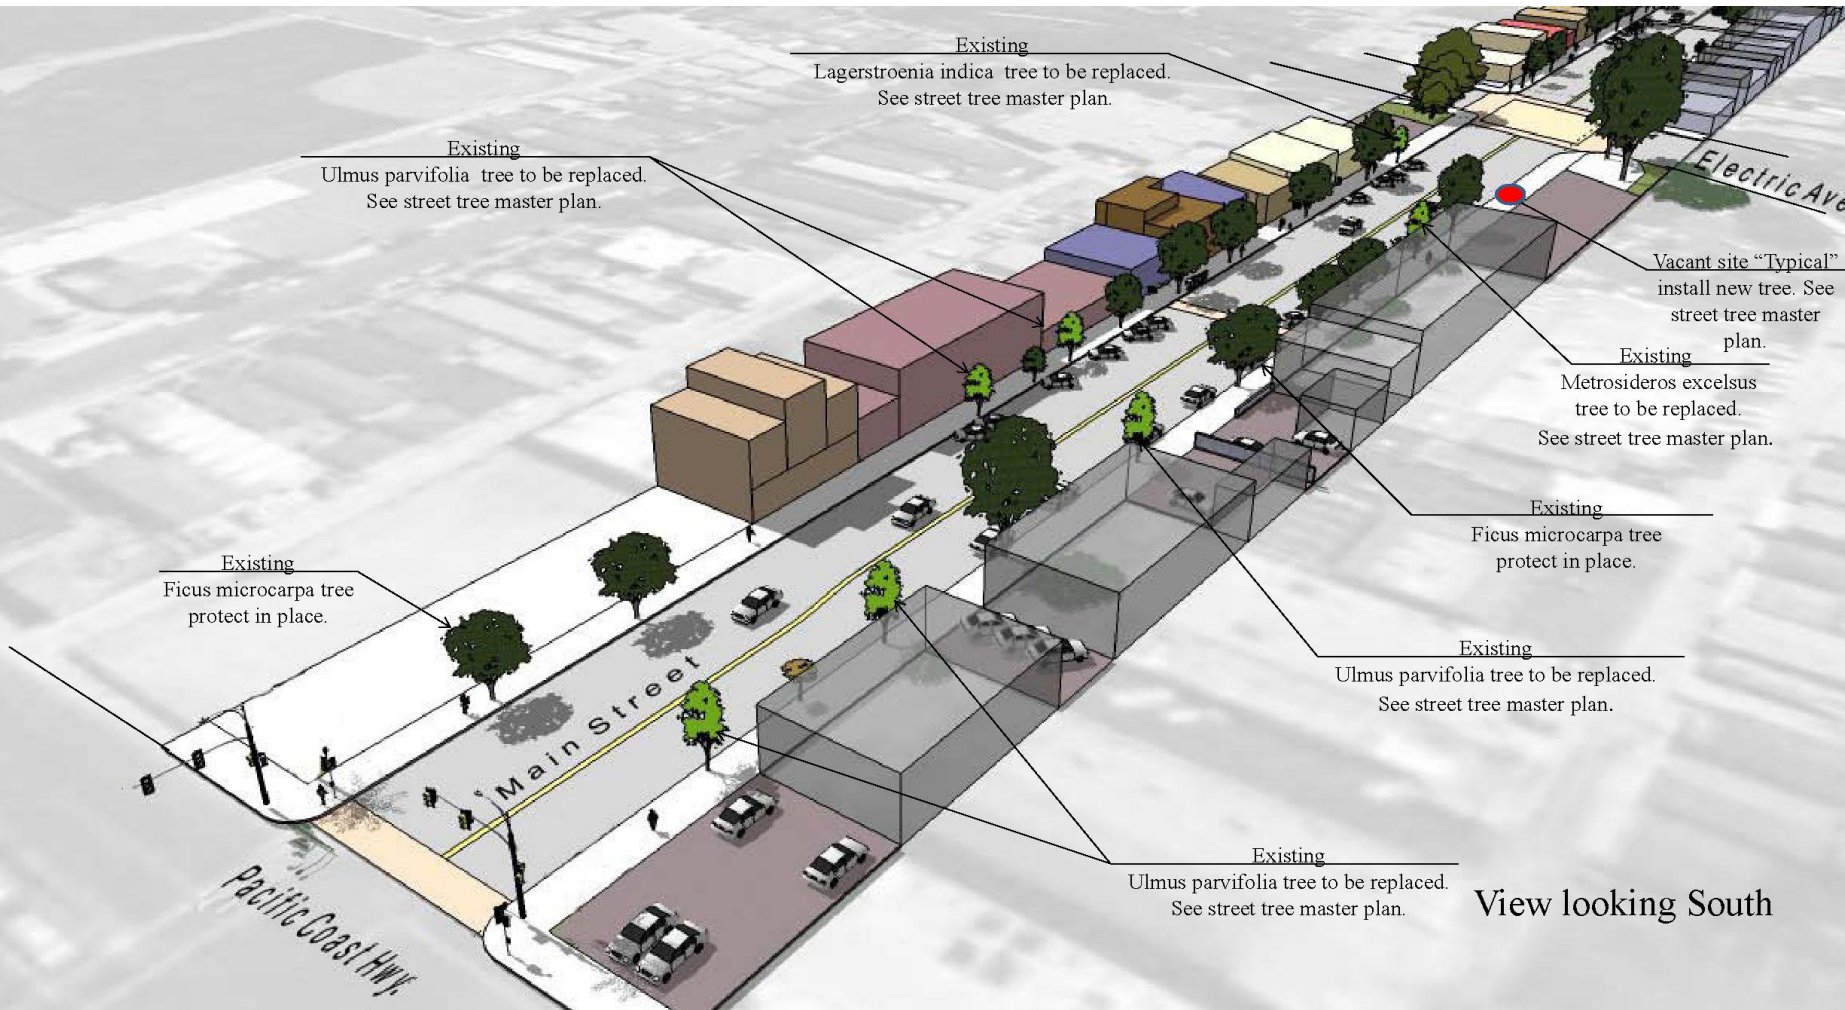 Existing
Lagerstroenia indica tree to be replaced.
See street tree master plan.
Existing
Ulmus parvifolia tree to be replaced.
See street tree master plan.
Electric Ave
Vacant site “Typical”
install new tree. See
street tree master
plan.
Existing
Metrosideros excelsus
tree to be replaced.
See street tree master plan.
Existing
Ficus microcarpa tree
protect in place.
Existing
Ficus microcarpa tree
protect in place.
Existing
Ulmus parvifolia tree to be replaced.
See street tree master plan.
Main Street
Existing
Ulmus parvifolia tree to be replaced.
See street tree master plan.
View looking South
Pacific Coast Hwy.